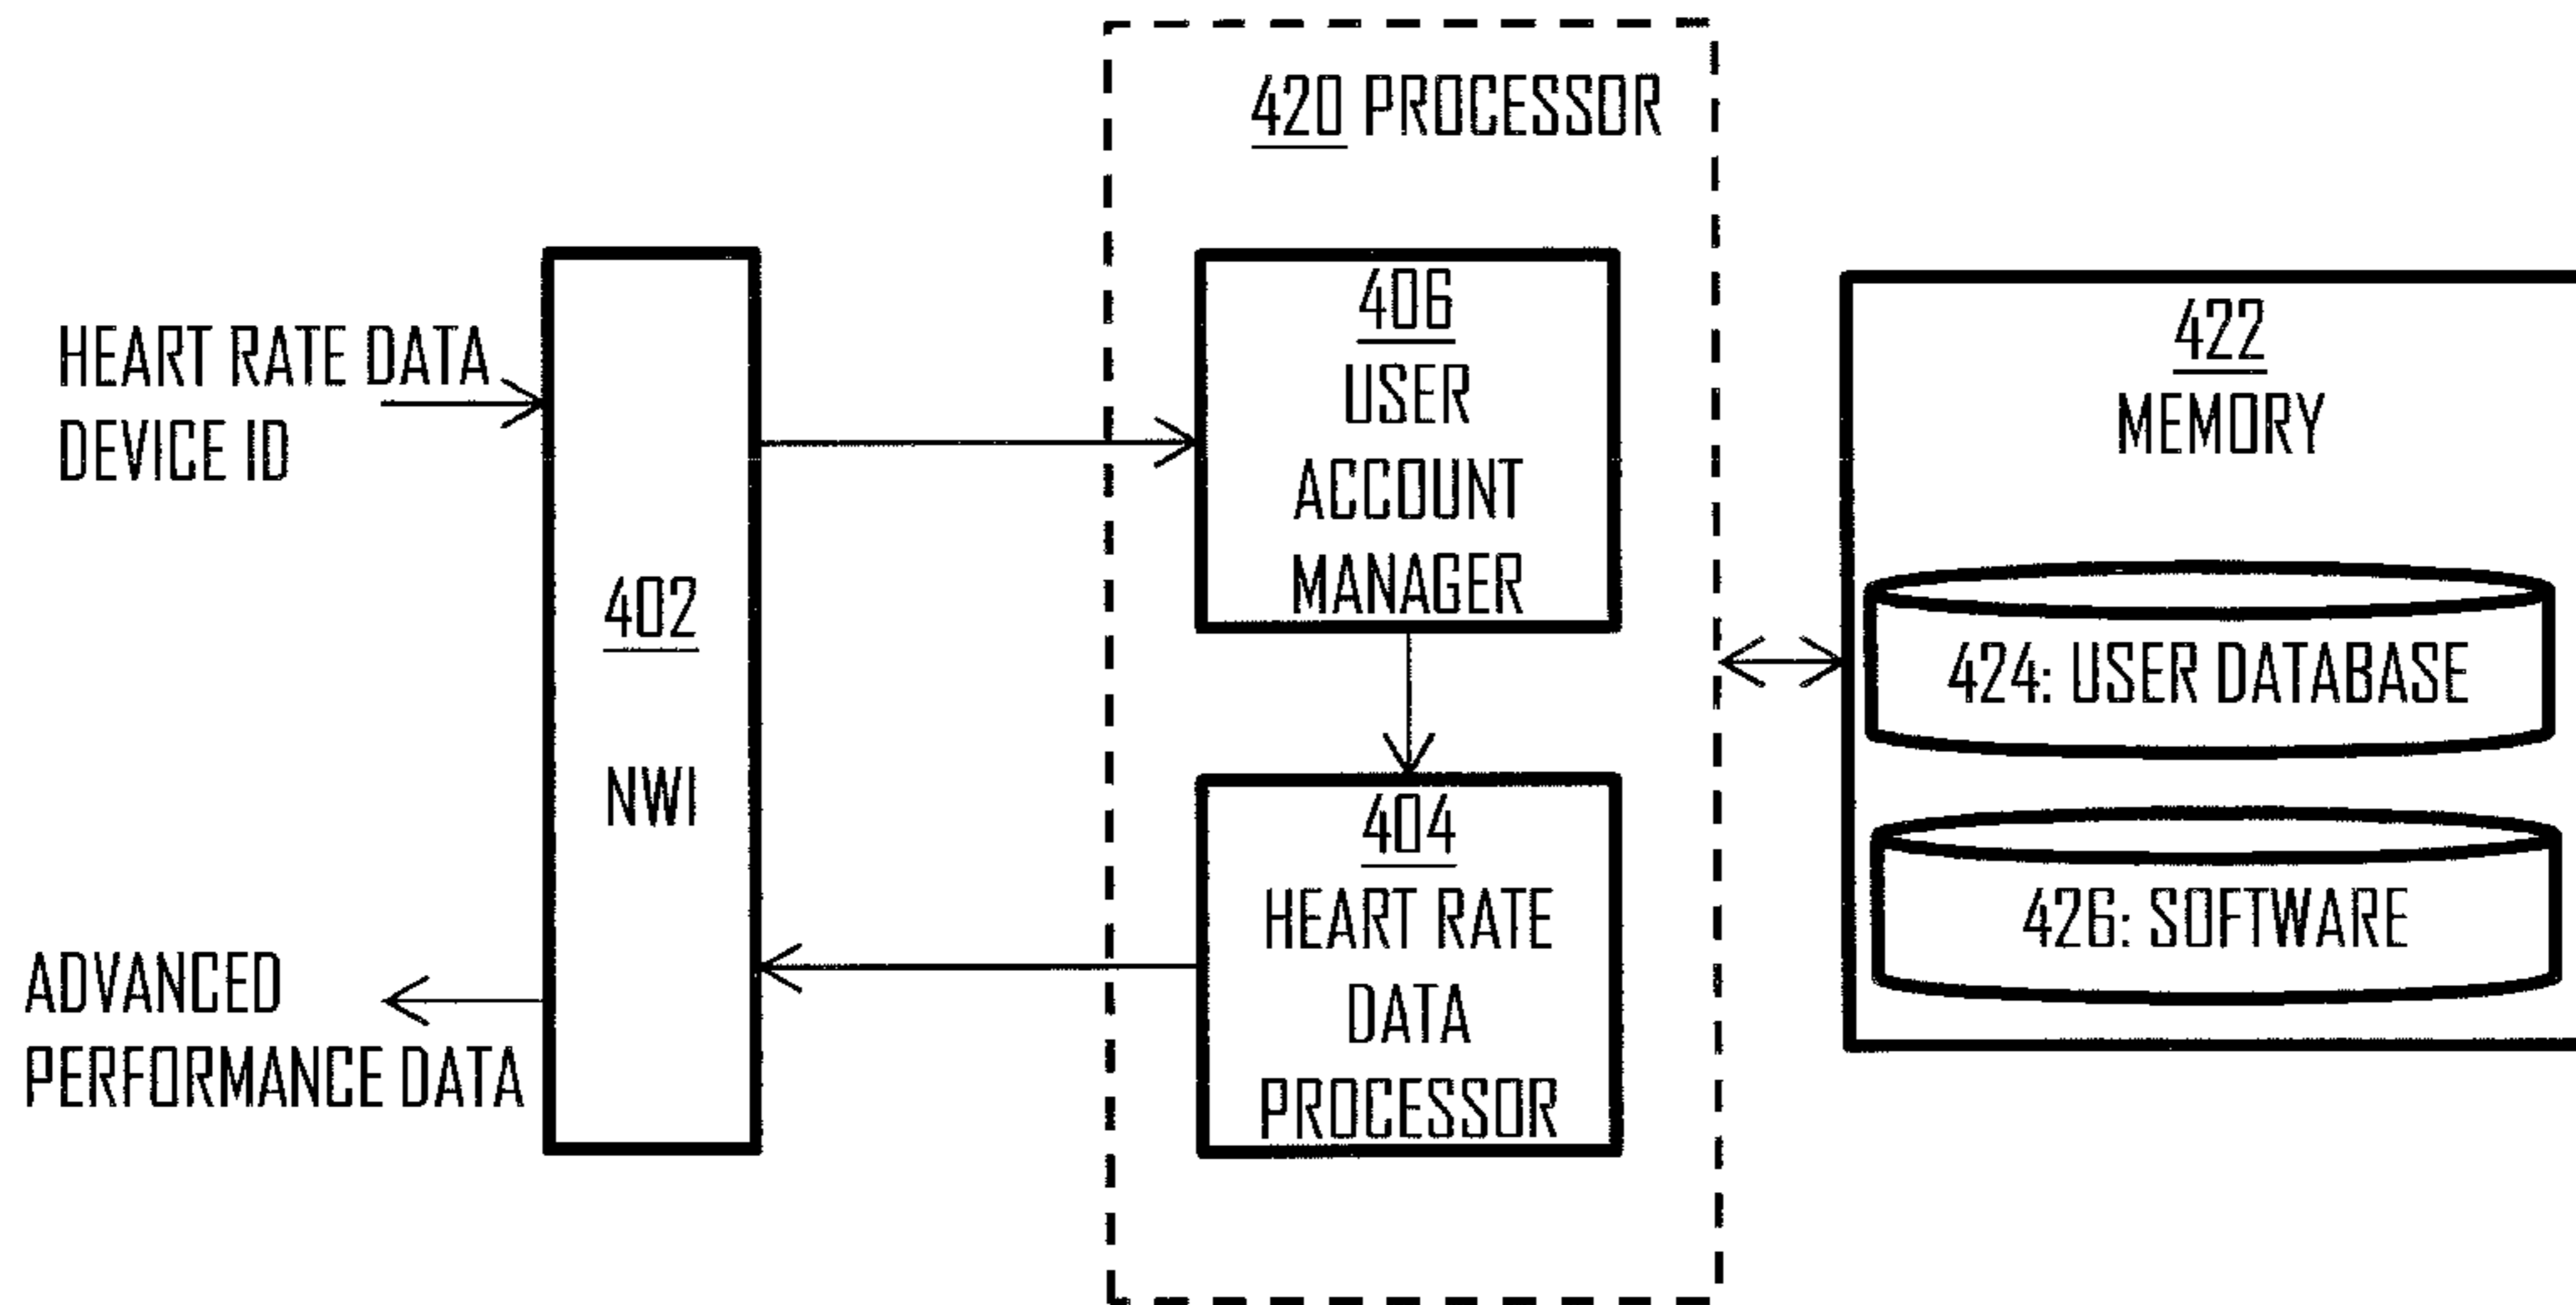 420 PROCESSOR
HEART RATE DATA
DEVICE ID
402
NWI
ADVANCED
PERFORMANCE DATA
406
USER
ACCOUNT
MANAGER
404
HEART RATE
DATA
PROCESSOR
422
MEMORY
424: USER DATABASE
426: SOFTWARE